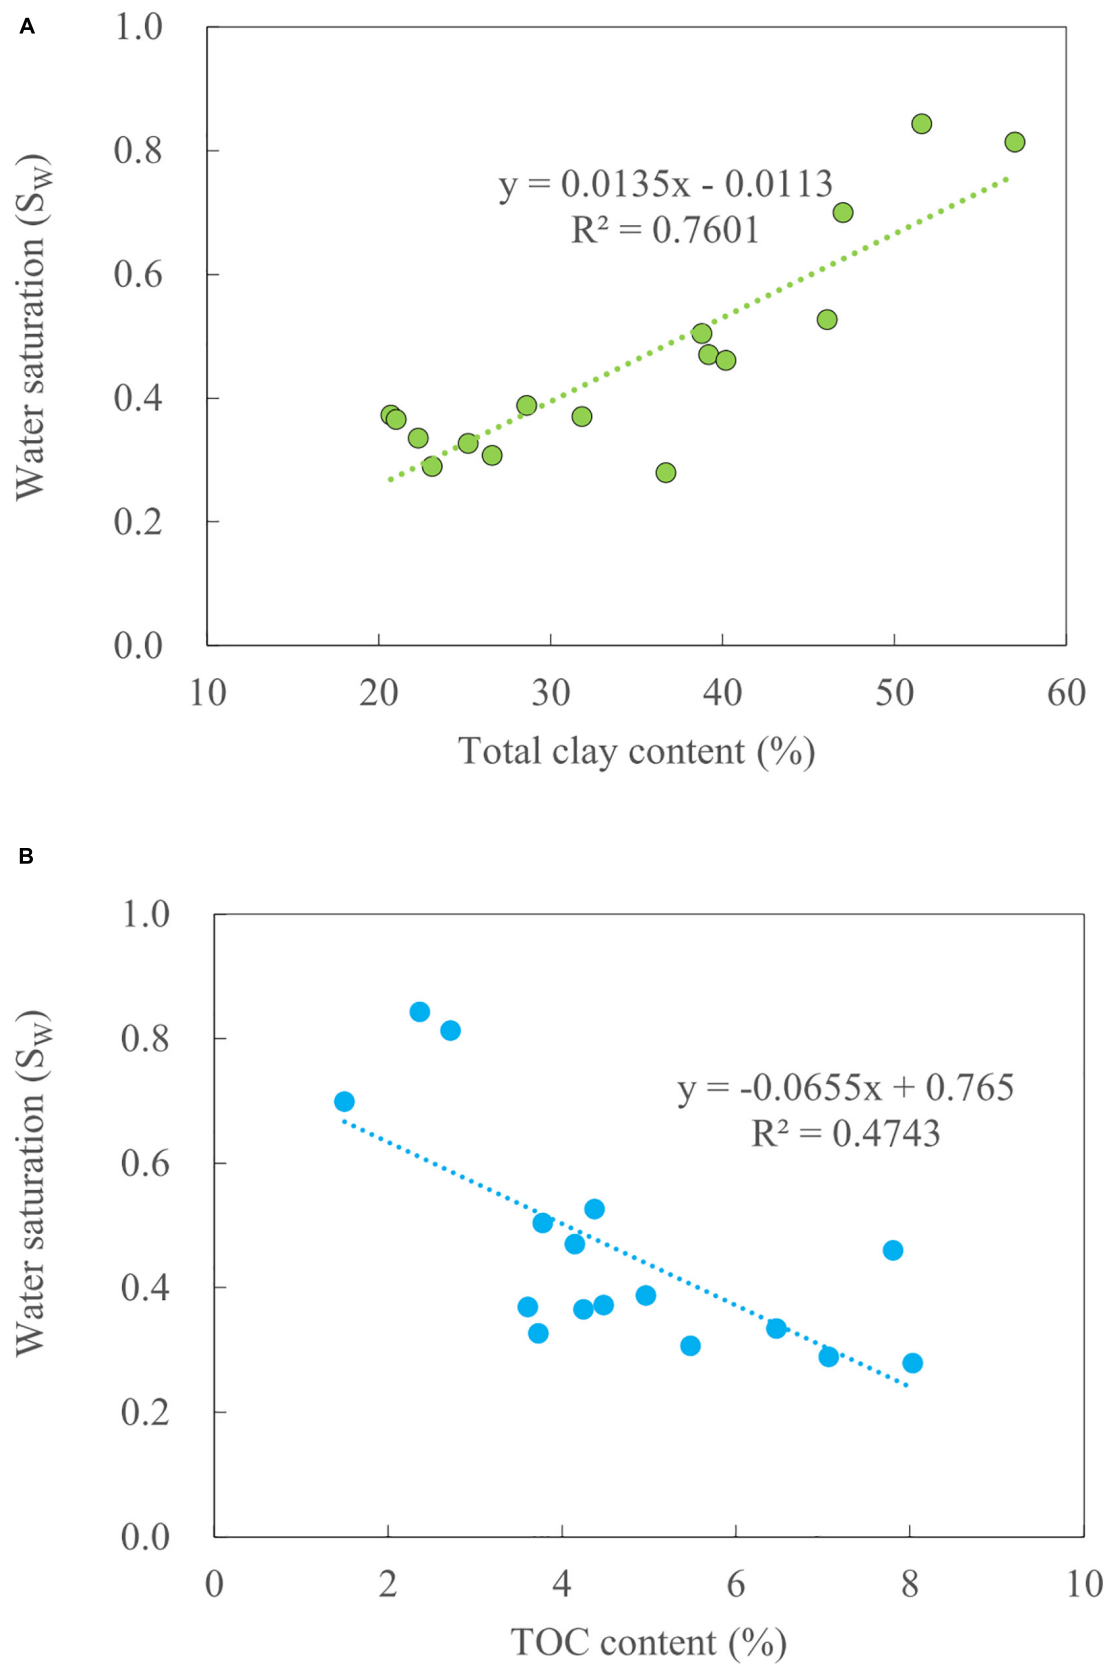 A
1.0
0.8
0.6
0.4
0.2
0.0
Water saturation (SW)
y = 0.0135x - 0.0113
R² = 0.7601
10 20 30 40 50 60
Total clay content (%)
B
1.0
0.8
0.6
0.4
0.2
0.0
Water saturation (SW)
y = -0.0655x + 0.765
R² = 0.4743
0 2 4 6 8 10
TOC content (%)